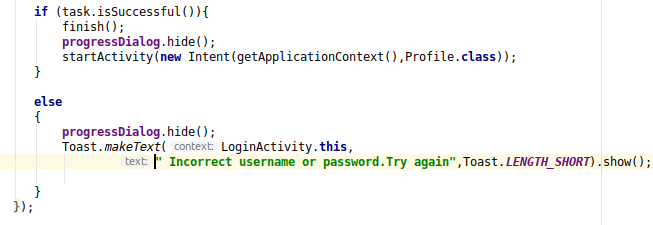 if (task.isSuccessful()){
finish();
progressDialog.hide();
startActivity(new Intent(getApplicationContext(),Profile.class));
}
else
{
progressDialog.hide();
Toast.makeText( context: LoginActivity.this,
text: " Incorrect username or password.Try again",Toast.LENGTH_SHORT).show();
}
});